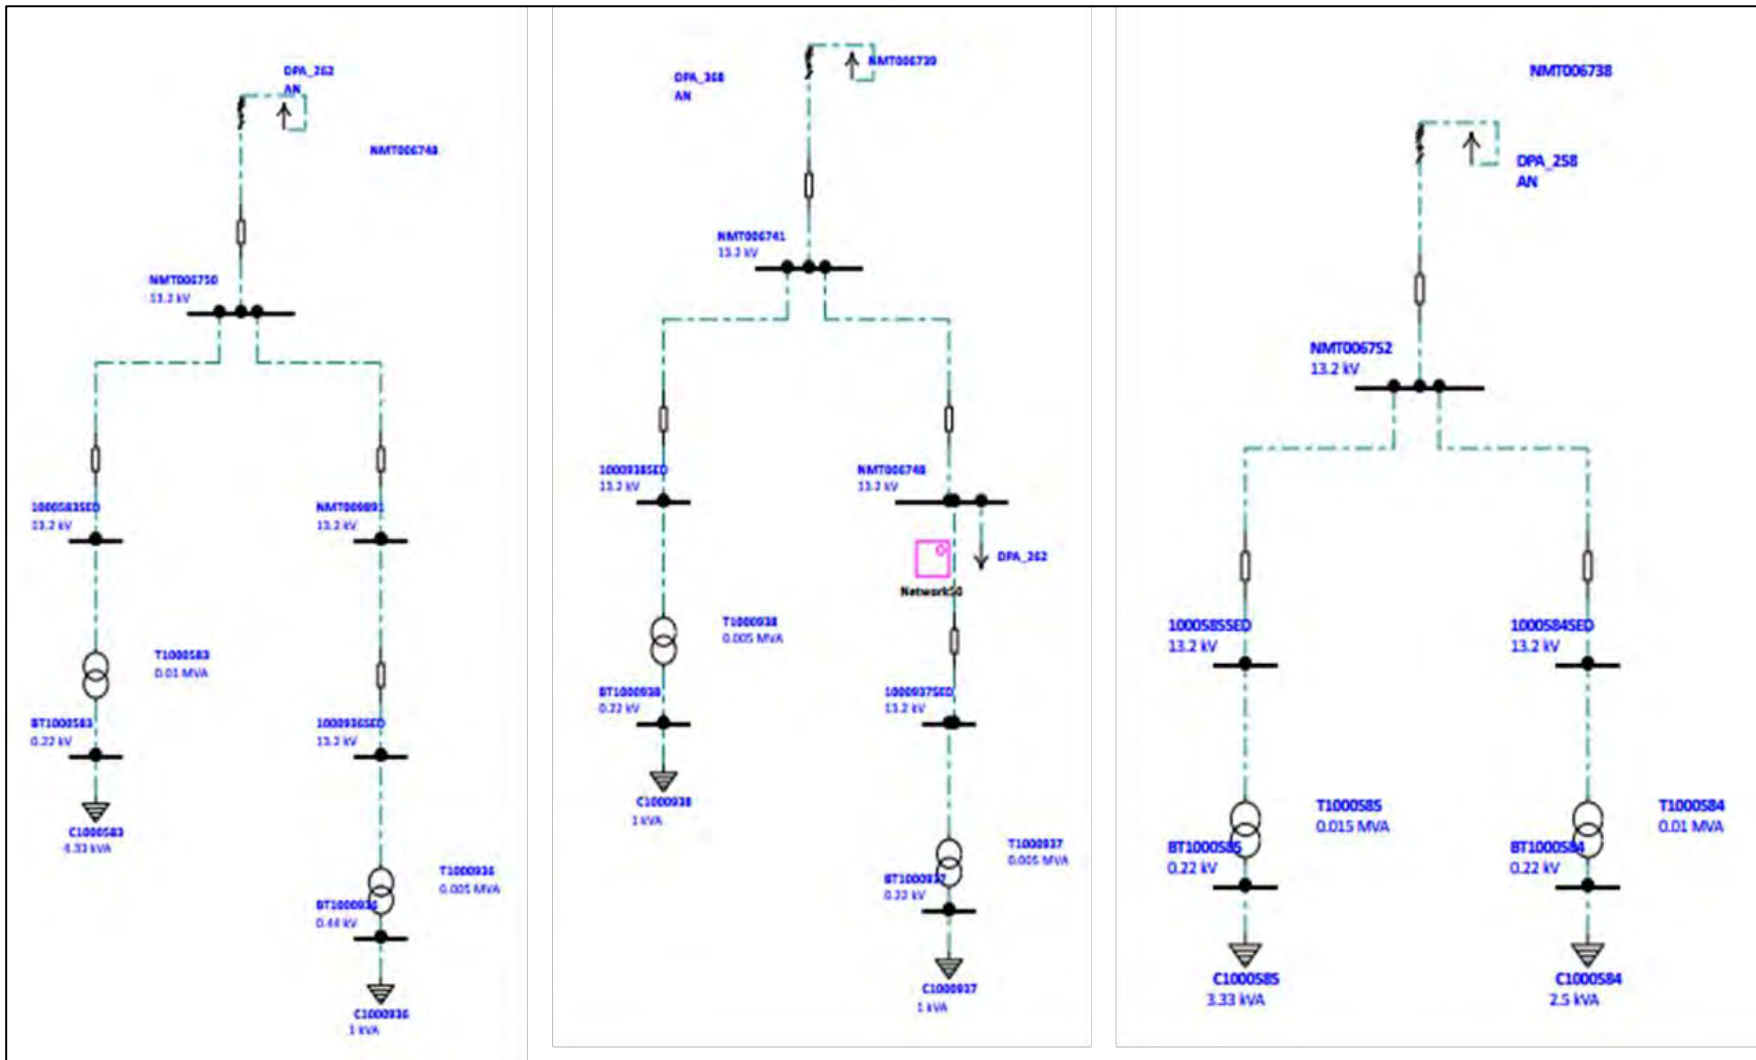 DPA_262
AN
NMT006748
NMT006750
13.2 kV
1000583SED
13.2 kV
NMT009891
13.2 kV
T1000583
0.01 MVA
BT1000583
0.22 kV
1000936SED
13.2 kV
C1000583
T1000936
0.005 MVA
BT1000936
0.44 kV
C1000936
1 kVA
NMT006739
DPA_368
AN
NMT006741
13.2 kV
1000938SED
13.2 kV
NMT006748
13.2 kV
DPA_262
Network50
T1000938
0.005 MVA
BT1000938
0.22 kV
1000937SED
13.2 kV
C1000938
1 kVA
T1000937
0.005 MVA
BT1000937
0.22 kV
C1000937
1 kVA
NMT006738
DPA_258
AN
NMT006752
13.2 kV
1000585SED
13.2 kV
1000584SED
13.2 kV
T1000585
0.015 MVA
T1000584
0.01 MVA
BT1000585
0.22 kV
BT1000584
0.22 kV
C1000585
3.33 kVA
C1000584
2.5 kVA